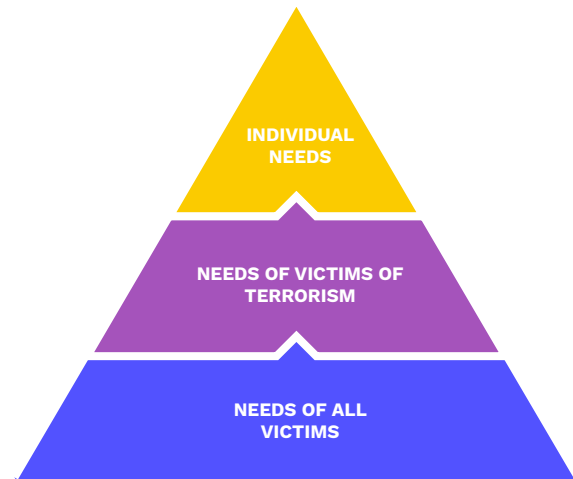 INDIVIDUAL
NEEDS
NEEDS OF VICTIMS OF
TERRORISM
NEEDS OF ALL
VICTIMS